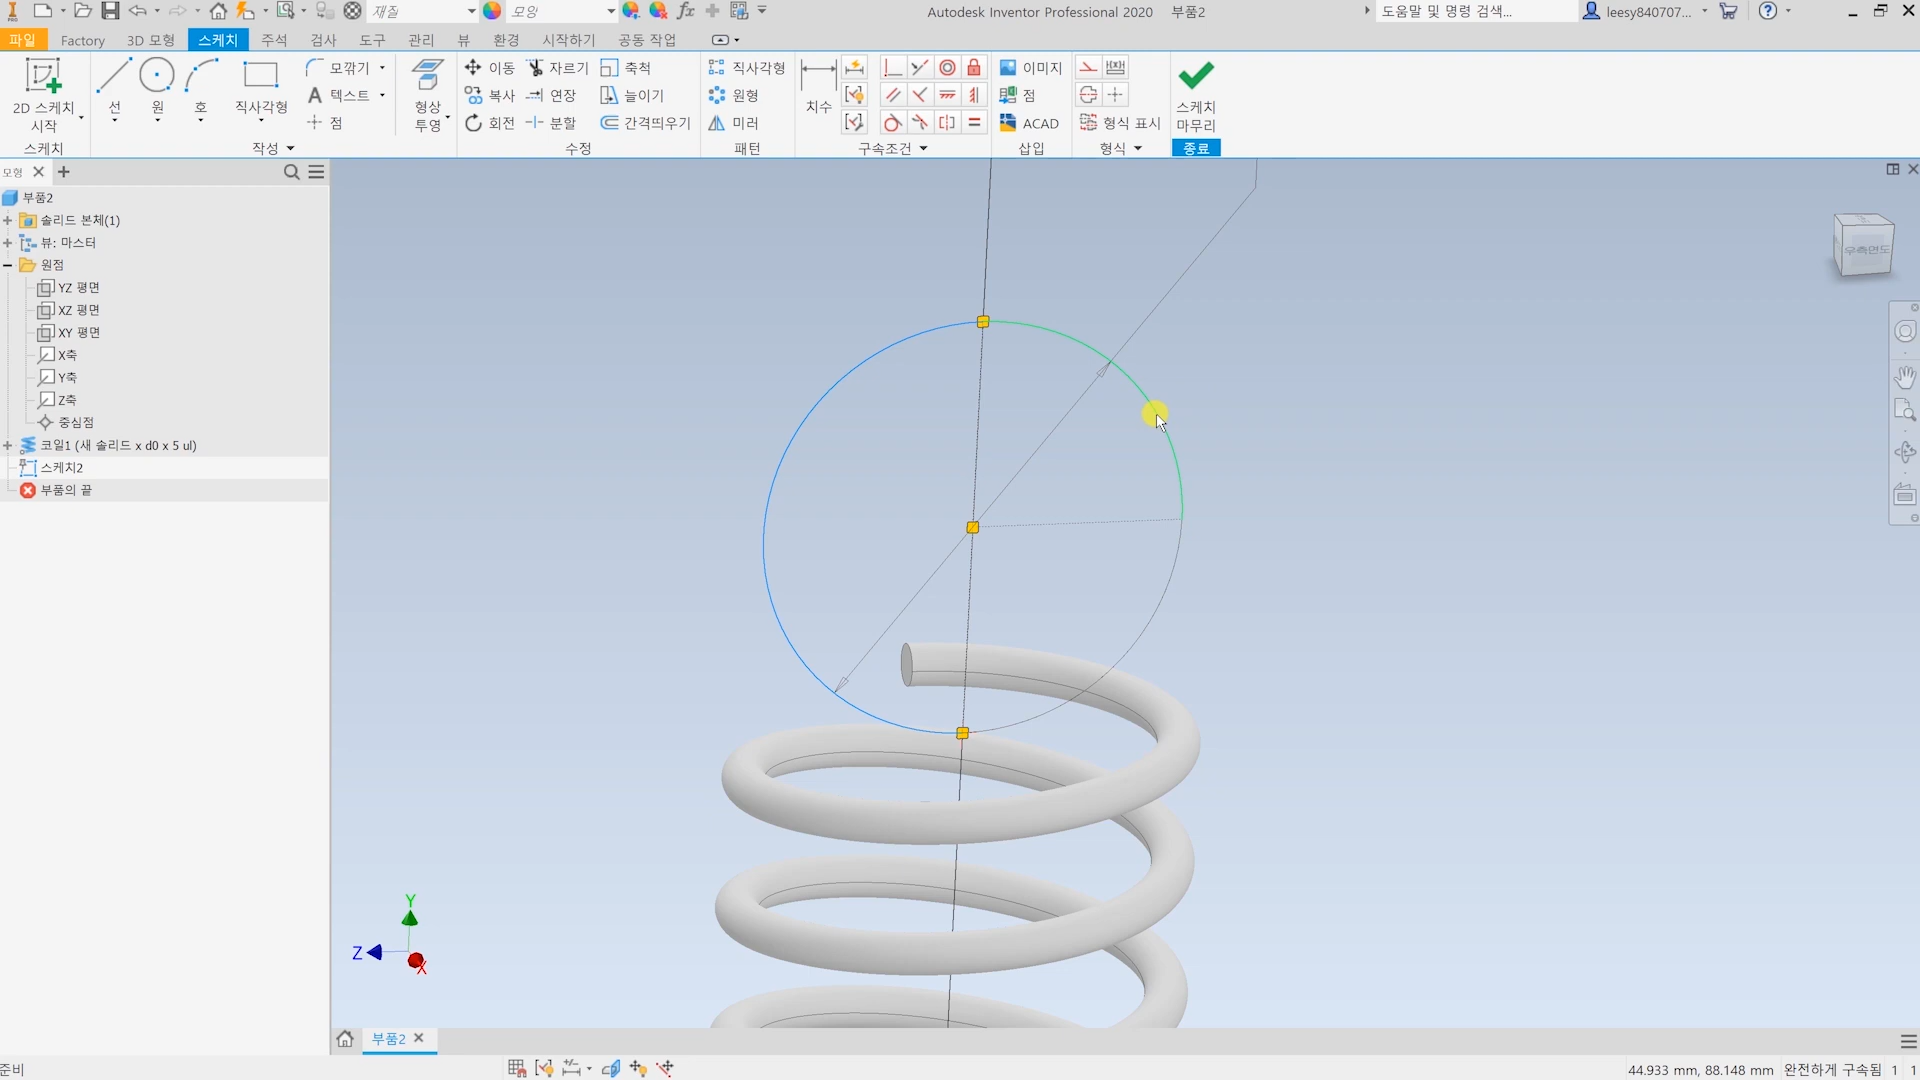 재질
모양
Autodesk Inventor Professional 2020 부품2
도움말 및 명령 검색...
leesy840707...
파일 Factory 3D 모형 스케치 주석 검사 도구 관리 뷰 환경 시작하기 공동 작업
2D 스케치
시작
선 원 호 직사각형
모깎기
텍스트
점
형상
투영
이동 자르기 축척
복사 연장 늘이기
회전 분할 간격띄우기
직사각형
원형
미러
치수
이미지
점
ACAD
형식 표시
스케치
마무리
스케치 작성 수정 패턴 구속조건 삽입 형식 종료
모형
부품2
솔리드 본체(1)
뷰: 마스터
원점
YZ 평면
XZ 평면
XY 평면
X축
Y축
Z축
중심점
코일1 (새 솔리드 x d0 x 5 ul)
스케치2
부품의 끝
우측면도
Y
Z
X
부품2
준비
44.933 mm, 88.148 mm 완전하게 구속됨 1 1